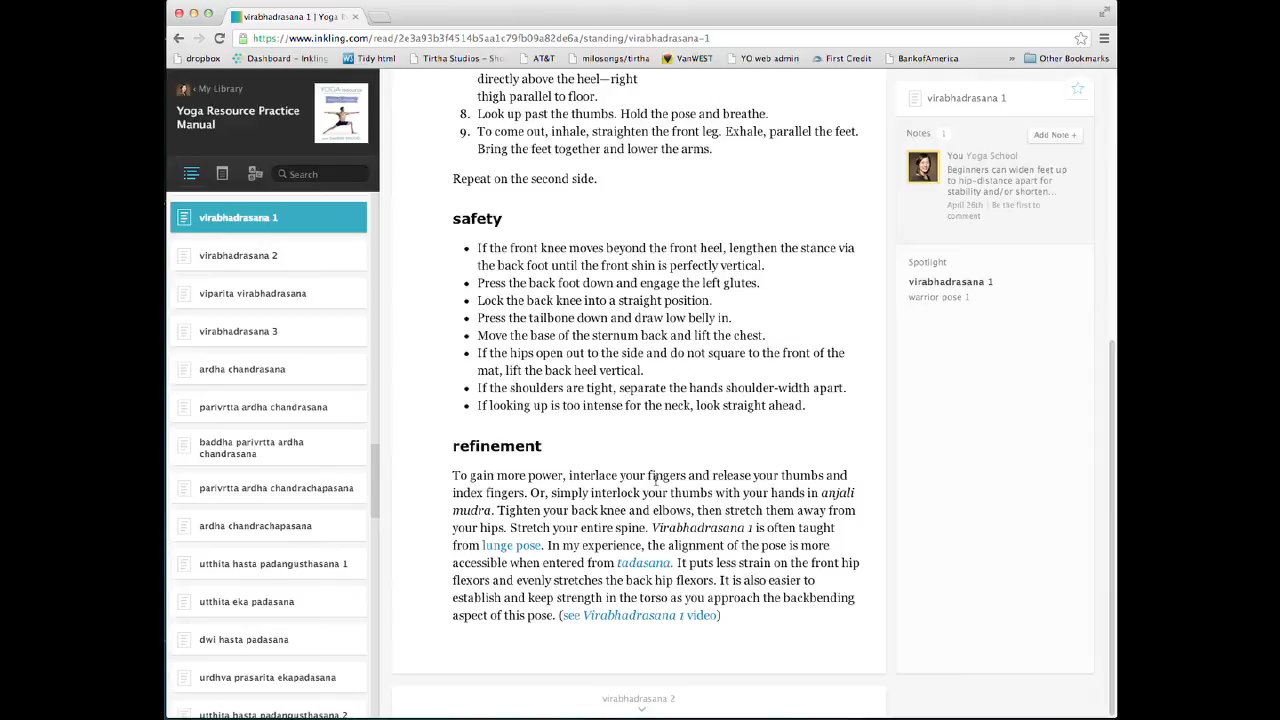 virabhadrasana 1 | Yoga R
https://www.inkling.com/read/2e3a93b3f4514b5aa1c79fb09a82de6a/standing/virabhadrasana-1
dropbox
Dashboard – Inkling
Tidy html
Tirtha Studios – Sho
AT&T
milosongs/tirtha
VanWEST
YO web admin
First Credit
BankofAmerica
»
Other Bookmarks
‹ My Library
Yoga Resource Practice
Manual
YOGA resource
Search
virabhadrasana 1
virabhadrasana 2
viparita virabhadrasana
virabhadrasana 3
ardha chandrasana
parivrtta ardha chandrasana
baddha parivrtta ardha
chandrasana
parivrtta ardha chandrachapasana
ardha chandrachapasana
utthita hasta padangusthasana 1
utthita eka padasana
dwi hasta padasana
urdhva prasarita ekapadasana
utthita hasta padangusthasana 2
directly above the heel—right
thigh parallel to floor.
8. Look up past the thumbs. Hold the pose and breathe.
9. To come out, inhale, straighten the front leg. Exhale, parallel the feet.
Bring the feet together and lower the arms.
Repeat on the second side.
safety
• If the front knee moves beyond the front heel, lengthen the stance via
the back foot until the front shin is perfectly vertical.
• Press the back foot down and engage the left glutes.
• Lock the back knee into a straight position.
• Press the tailbone down and draw low belly in.
• Move the base of the sternum back and lift the chest.
• If the hips open out to the side and do not square to the front of the
mat, lift the back heel vertical.
• If the shoulders are tight, separate the hands shoulder-width apart.
• If looking up is too intense for the neck, look straight ahead.
refinement
To gain more power, interlace your fingers and release your thumbs and
index fingers. Or, simply interlock your thumbs with your hands in anjali
mudra. Tighten your back knee and elbows, then stretch them away from
your hips. Stretch your entire spine. Virabhadrasana 1 is often taught
from lunge pose. In my experience, the alignment of the pose is more
accessible when entered from tadasana. It puts less strain on the front hip
flexors and evenly stretches the back hip flexors. It is also easier to
establish and keep strength in the torso as you approach the backbending
aspect of this pose. (see Virabhadrasana 1 video)
virabhadrasana 2
virabhadrasana 1
Notes 1
Add Note +
You Yoga School
Beginners can widen feet up
to hip-distance apart for
stability and/or shorten...
April 26th | Be the first to
comment
Spotlight
virabhadrasana 1
warrior pose 1